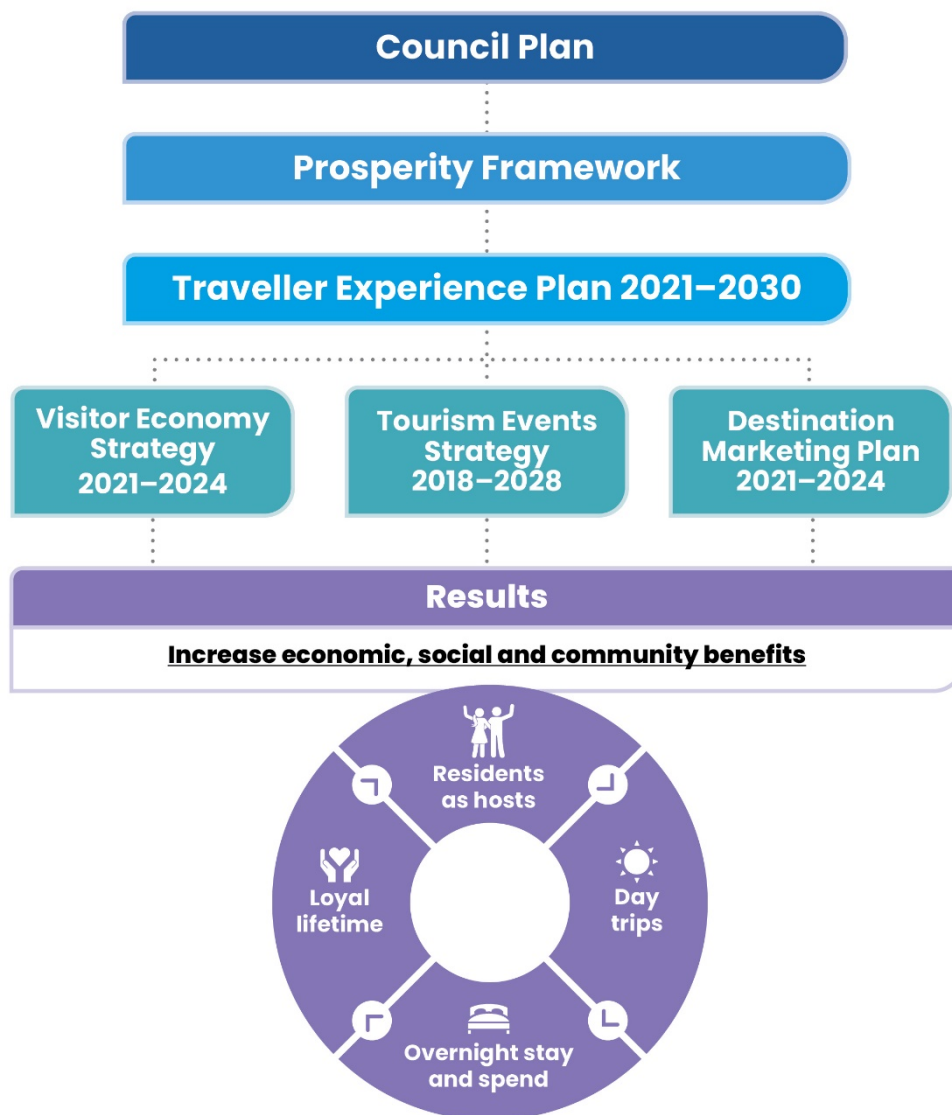 Council Plan
Prosperity Framework
Traveller Experience Plan 2021–2030
Visitor Economy
Strategy
2021–2024
Tourism Events
Strategy
2018–2028
Destination
Marketing Plan
2021–2024
Results
Increase economic, social and community benefits
Residents
as hosts
Loyal
lifetime
Day
trips
Overnight stay
and spend